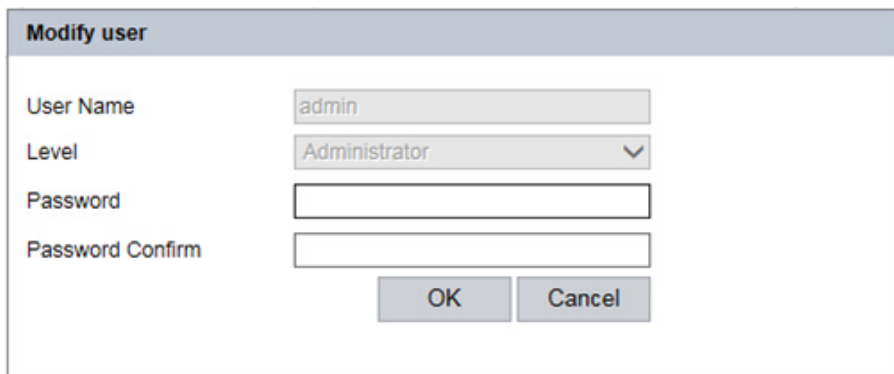 Modify user
User Name admin
Level Administrator
Password
Password Confirm
OK Cancel